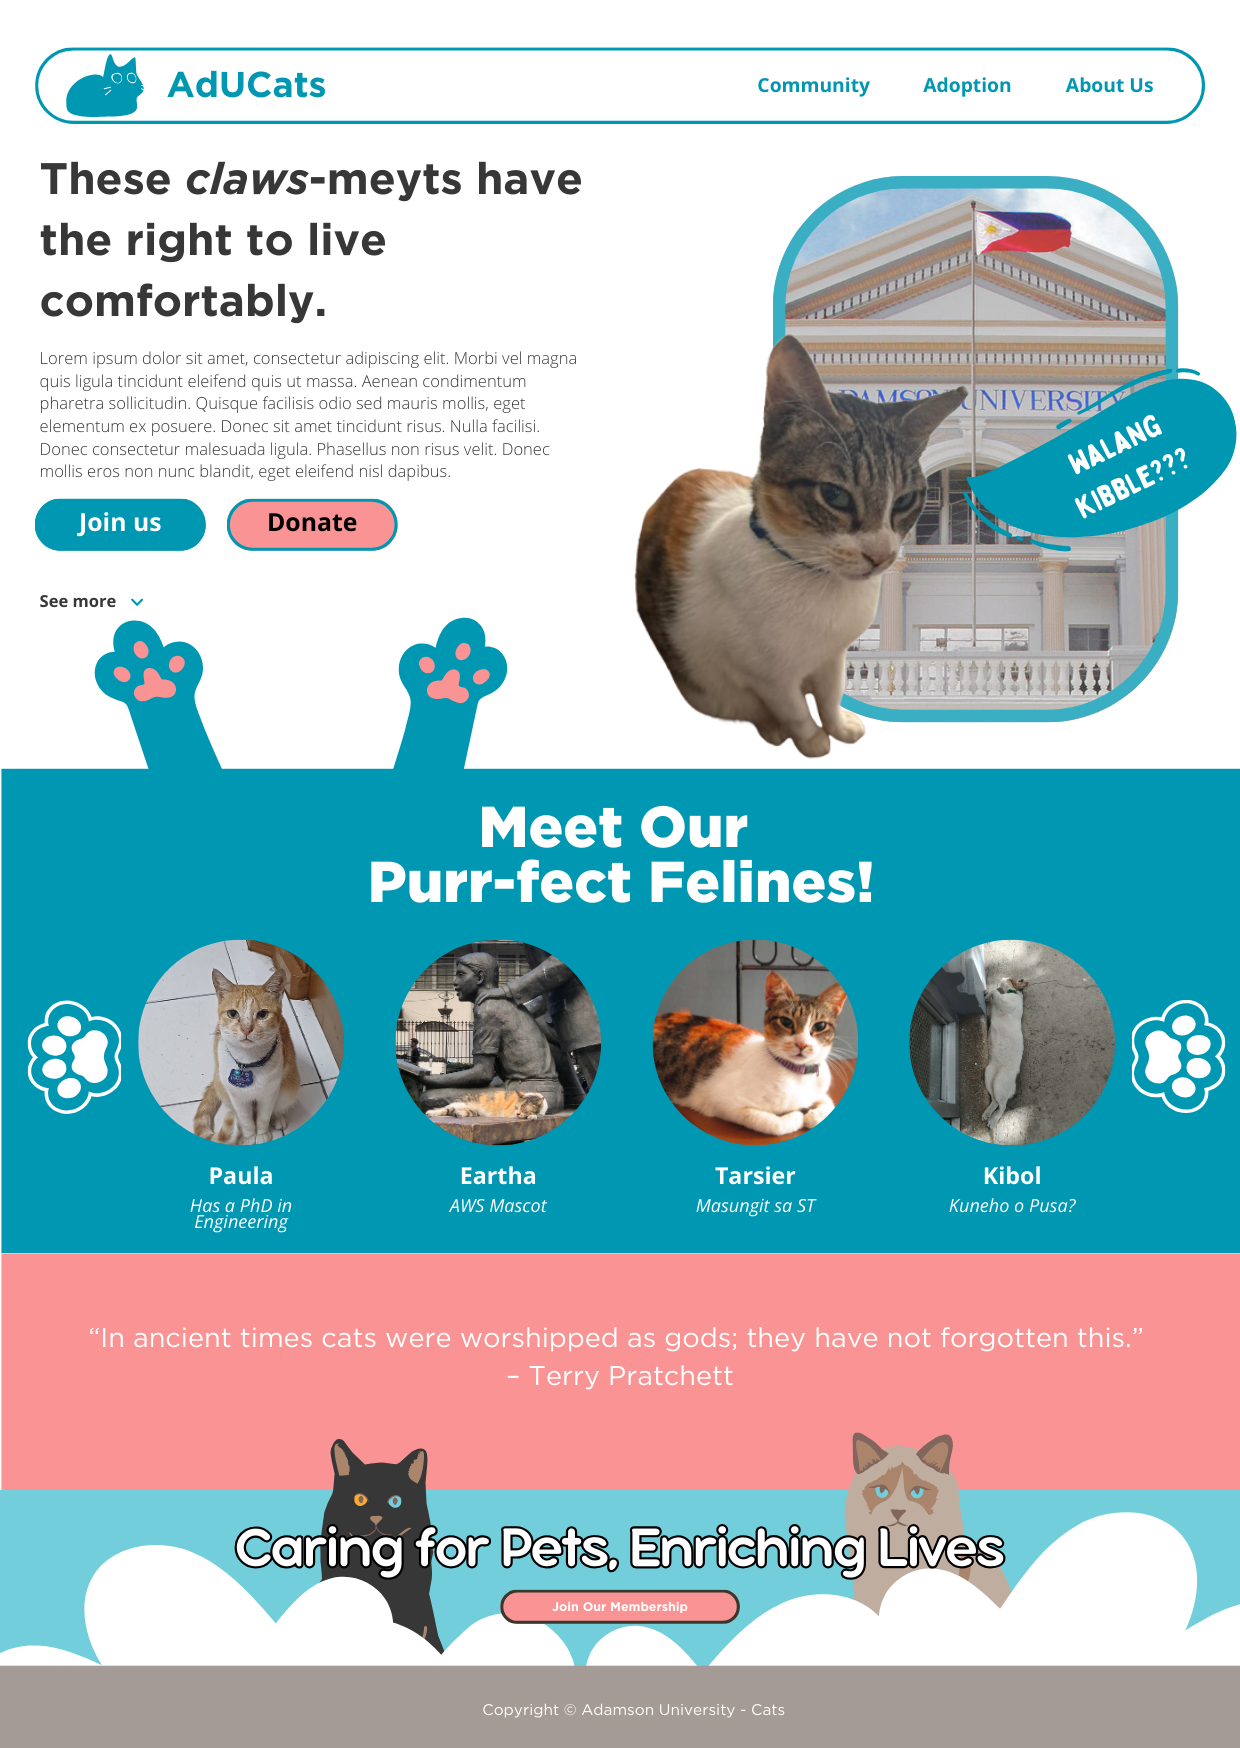 AdUCats
Community
Adoption
About Us
These claws-meyts have
the right to live
comfortably.
Lorem ipsum dolor sit amet, consectetur adipiscing elit. Morbi vel magna
quis ligula tincidunt eleifend quis ut massa. Aenean condimentum
pharetra sollicitudin. Quisque facilisis odio sed mauris mollis, eget
elementum ex posuere. Donec sit amet tincidunt risus. Nulla facilisi.
Donec consectetur malesuada ligula. Phasellus non risus velit. Donec
mollis eros non nunc blandit, eget eleifend nisl dapibus.
Join us
Donate
See more
ADAMSON UNIVERSITY
WALANG
KIBBLE???
Meet Our
Purr-fect Felines!
Paula
Has a PhD in
Engineering
Eartha
AWS Mascot
Tarsier
Masungit sa ST
Kibol
Kuneho o Pusa?
“In ancient times cats were worshipped as gods; they have not forgotten this.”
– Terry Pratchett
Caring for Pets, Enriching Lives
Join Our Membership
Copyright © Adamson University - Cats